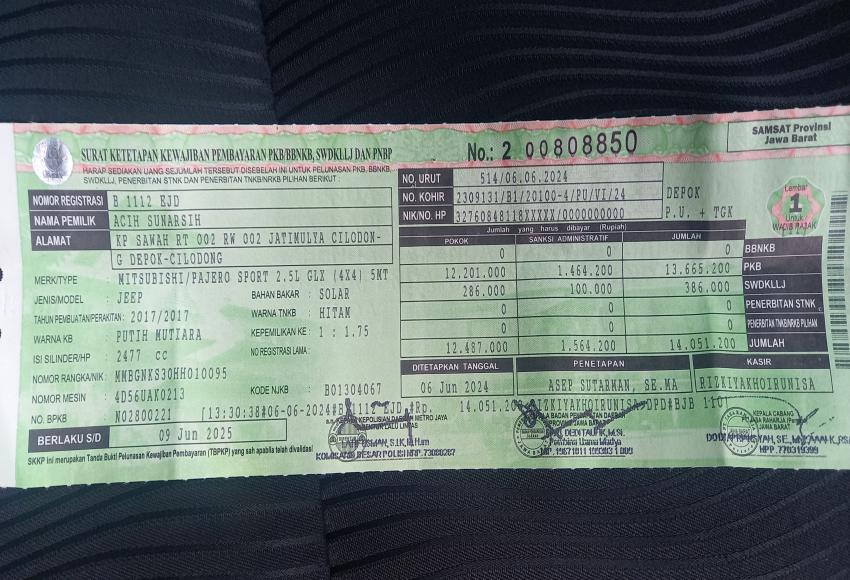 SURAT KETETAPAN KEWAJIBAN PEMBAYARAN PKB/BBNKB, SWDKLLJ DAN PNBP
HARAP SEDIAKAN UANG SEJUMLAH TERSEBUT DISEBELAH INI UNTUK PELUNASAN PKB, BBNKB,
SWDKLLJ, PENERBITAN STNK DAN PENERBITAN TNKB/NRKB PILIHAN BERIKUT :
No.: 2 00808850
SAMSAT Provinsi
Jawa Barat
NO. URUT 514/06.06.2024
NO. KOHIR 2309131/B1/20100-4/PU/VI/24 DEPOK
NIK/NO. HP 32760848118XXXXX/0000000000 P.U. + TGK
Lembar
1
Untuk
WAJIB PAJAK
NOMOR REGISTRASI B 1112 EJD
NAMA PEMILIK ACIH SUNARSIH
ALAMAT KP SAWAH RT 002 RW 002 JATIMULYA CILODON-
G DEPOK-CILODONG
MERK/TYPE : MITSUBISHI/PAJERO SPORT 2.5L GLX (4X4) 5MT
JENIS/MODEL : JEEP BAHAN BAKAR : SOLAR
TAHUN PEMBUATAN/PERAKITAN : 2017/2017 WARNA TNKB : HITAM
WARNA KB : PUTIH MUTIARA KEPEMILIKAN KE : 1 : 1.75
ISI SILINDER/HP : 2477 cc NO REGISTRASI LAMA :
NOMOR RANGKA/NIK : MMBGNKS30HH010095
NOMOR MESIN : 4D56UAK0213 KODE NJKB : B01304067
NO. BPKB : N02800221
Jumlah yang harus dibayar (Rupiah)
POKOK SANKSI ADMINISTRATIF JUMLAH
0 0 0 BBNKB
12.201.000 1.464.200 13.665.200 PKB
286.000 100.000 386.000 SWDKLLJ
0 0 0 PENERBITAN STNK
0 0 0 PENERBITAN TNKB/NRKB PILIHAN
12.487.000 1.564.200 14.051.200 JUMLAH
DITETAPKAN TANGGAL PENETAPAN KASIR
06 Jun 2024 ASEP SUTARMAN, SE.MA RIZKIYAKHOIRUNISA
[13:30:38#06-06-2024#B 1112 EJD #Rp. 14.051.200#RIZKIYAKHOIRUNISA-DPD#BJB 110]
BERLAKU S/D 09 Jun 2025
SKKP Ini merupakan Tanda Bukti Pelunasan Kewajiban Pembayaran (TBPKP) yang sah apabila telah divalidasi
KEPALA CABANG